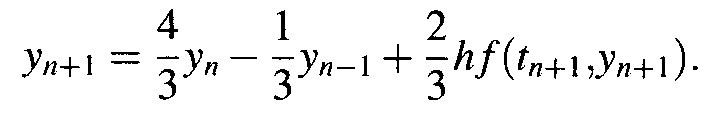 y_{n+1} = \frac{4}{3}y_n - \frac{1}{3}y_{n-1} + \frac{2}{3}hf(t_{n+1}, y_{n+1}).